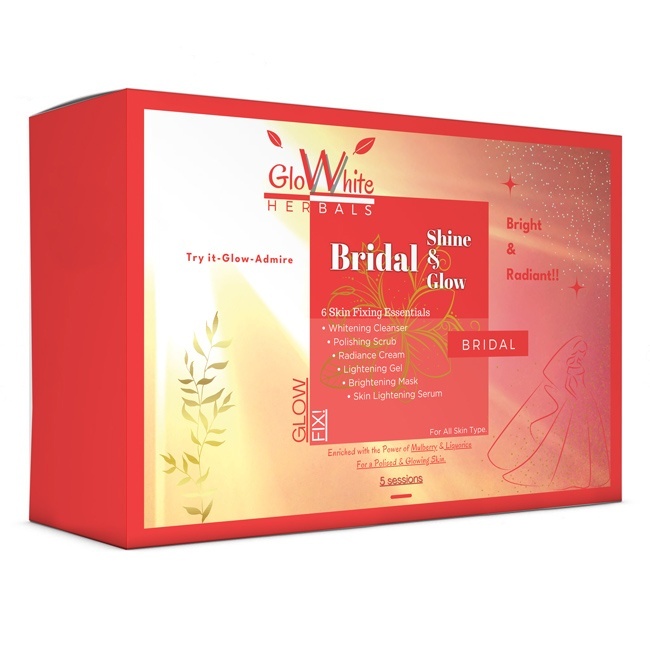 GloWhite
HERBALS
Try it-Glow-Admire
Bridal
Shine
&
Glow
Bright
&
Radiant!!
6 Skin Fixing Essentials
• Whitening Cleanser
• Polishing Scrub
• Radiance Cream
• Lightening Gel
• Brightening Mask
• Skin Lightening Serum
BRIDAL
GLOW
FIX!
For All Skin Type.
Enriched with the Power of Mulberry & Liquorice
For a Policed & Glowing Skin.
5 sessions